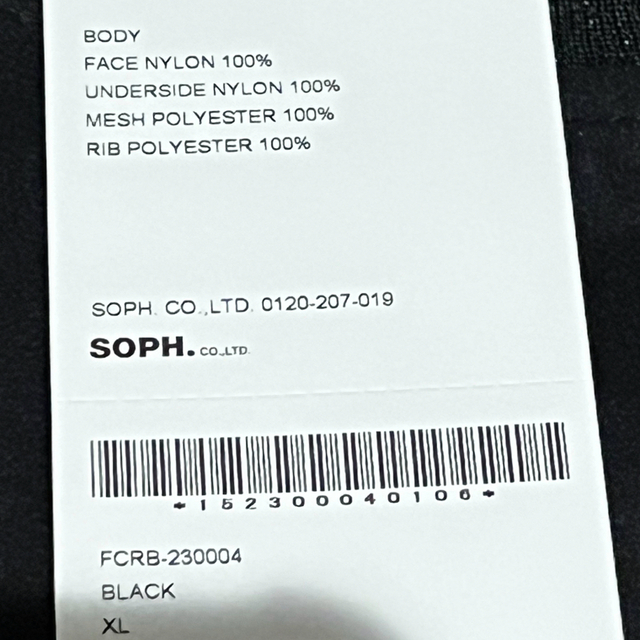 BODY
FACE NYLON 100%
UNDERSIDE NYLON 100%
MESH POLYESTER 100%
RIB POLYESTER 100%
SOPH. CO.,LTD. 0120-207-019
SOPH. CO.,LTD.
*152300040106*
FCRB-230004
BLACK
XL